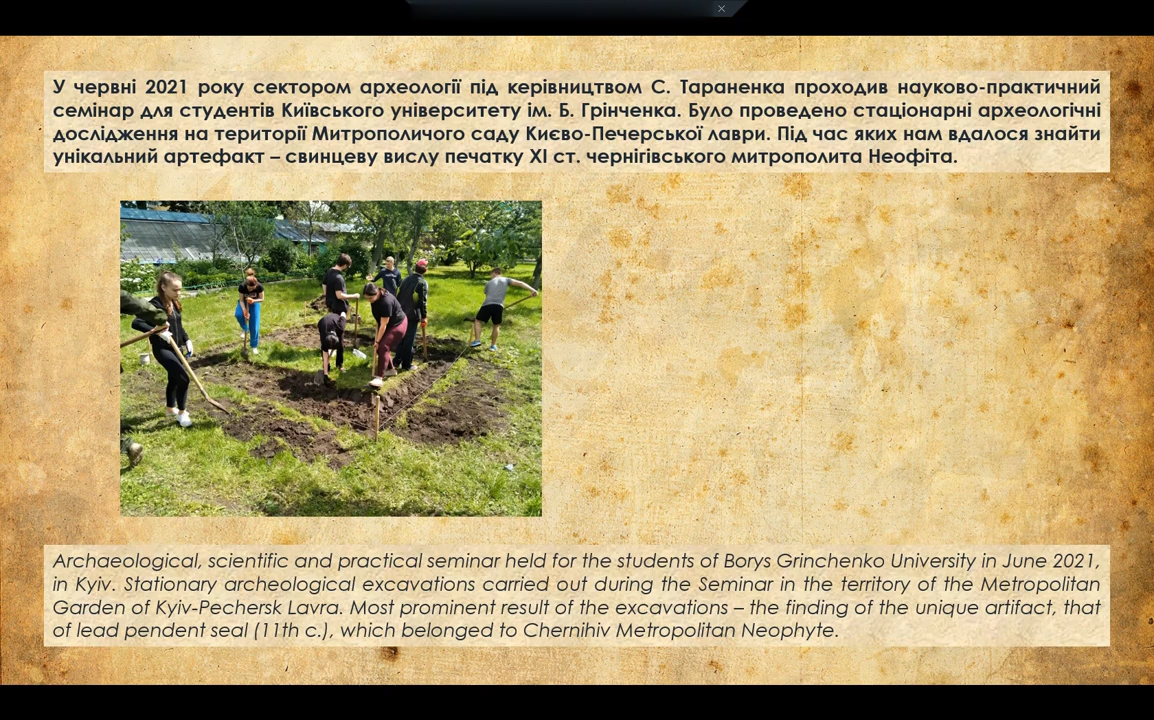 У червні 2021 року сектором археології під керівництвом С. Тараненка проходив науково-практичний
семінар для студентів Київського університету ім. Б. Грінченка. Було проведено стаціонарні археологічні
дослідження на території Митрополичого саду Києво-Печерської лаври. Під час яких нам вдалося знайти
унікальний артефакт – свинцеву вислу печатку XI ст. чернігівського митрополита Неофіта.
Archaeological, scientific and practical seminar held for the students of Borys Grinchenko University in June 2021,
in Kyiv. Stationary archeological excavations carried out during the Seminar in the territory of the Metropolitan
Garden of Kyiv-Pechersk Lavra. Most prominent result of the excavations – the finding of the unique artifact, that
of lead pendent seal (11th c.), which belonged to Chernihiv Metropolitan Neophyte.